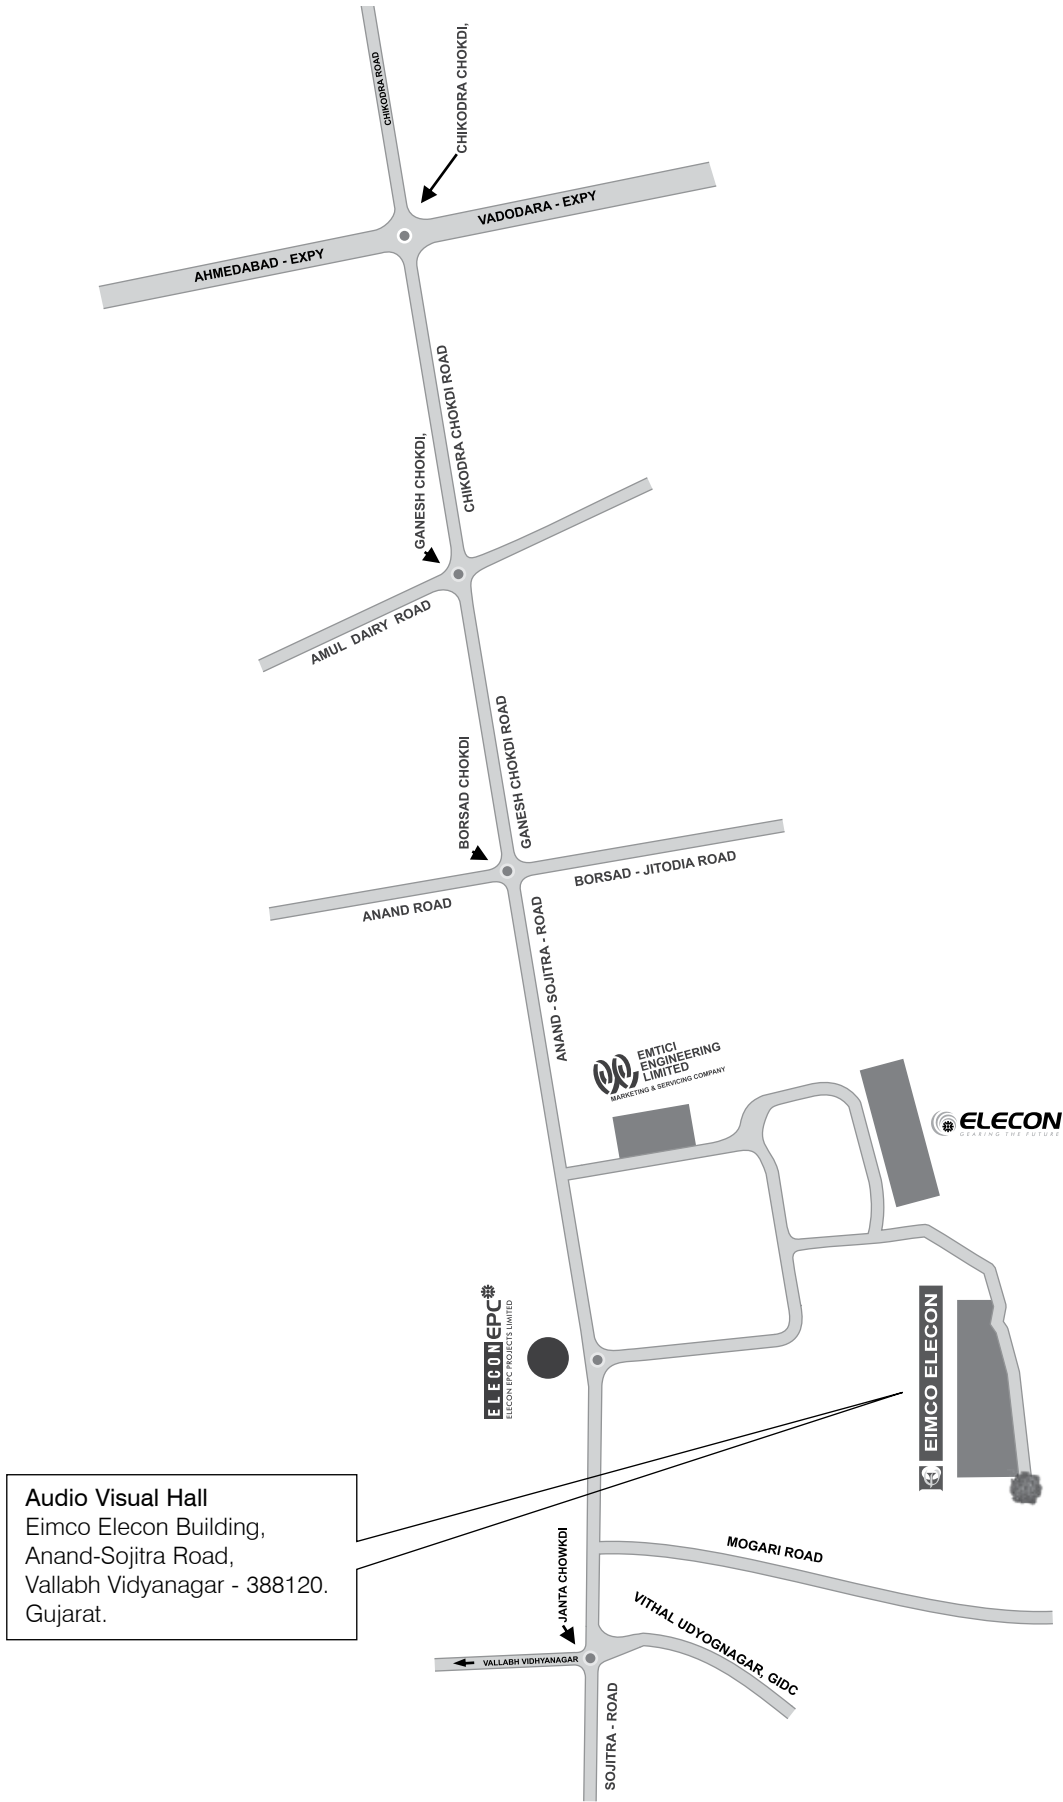 CHIKODRA ROAD
CHIKODRA CHOKDI,
VADODARA - EXPY
AHMEDABAD - EXPY
CHIKODRA CHOKDI ROAD
GANESH CHOKDI,
AMUL DAIRY ROAD
GANESH CHOKDI ROAD
BORSAD CHOKDI
BORSAD - JITODIA ROAD
ANAND ROAD
ANAND - SOJITRA - ROAD
EMTICI
ENGINEERING
LIMITED
MARKETING & SERVICING COMPANY
ELECON
GEARING THE FUTURE
ELECON EPC
ELECON EPC PROJECTS LIMITED
EIMCO ELECON
Audio Visual Hall
Eimco Elecon Building,
Anand-Sojitra Road,
Vallabh Vidyanagar - 388120.
Gujarat.
JANTA CHOWKDI
MOGARI ROAD
VITHAL UDYOGNAGAR, GIDC
VALLABH VIDHYANAGAR
SOJITRA - ROAD